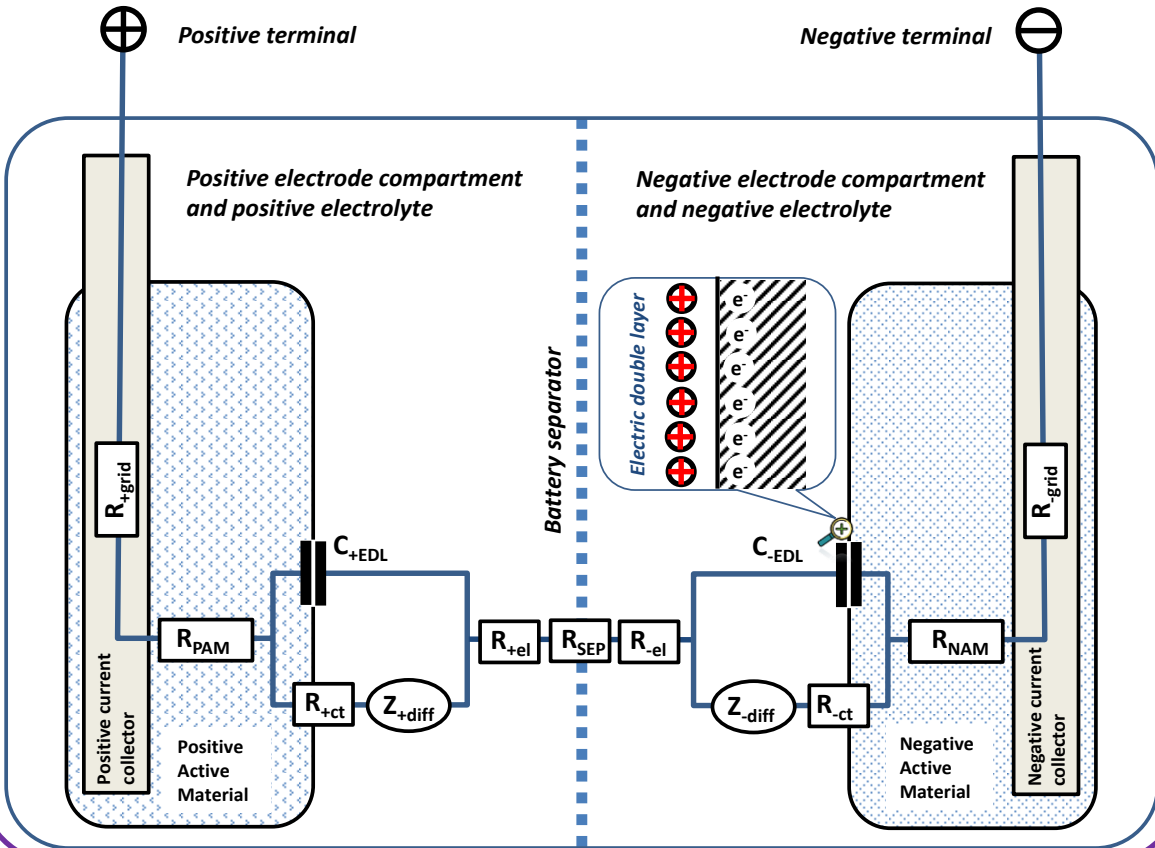 Positive terminal
Negative terminal
Positive electrode compartment
and positive electrolyte
Negative electrode compartment
and negative electrolyte
Electric double layer
e-
e-
e-
e-
e-
e-
Battery separator
R+grid
R-grid
C+EDL
C-EDL
RPAM
R+el
RSEP
R-el
RNAM
R+ct
Z+diff
Z-diff
R-ct
Positive current
collector
Positive
Active
Material
Negative
Active
Material
Negative current
collector